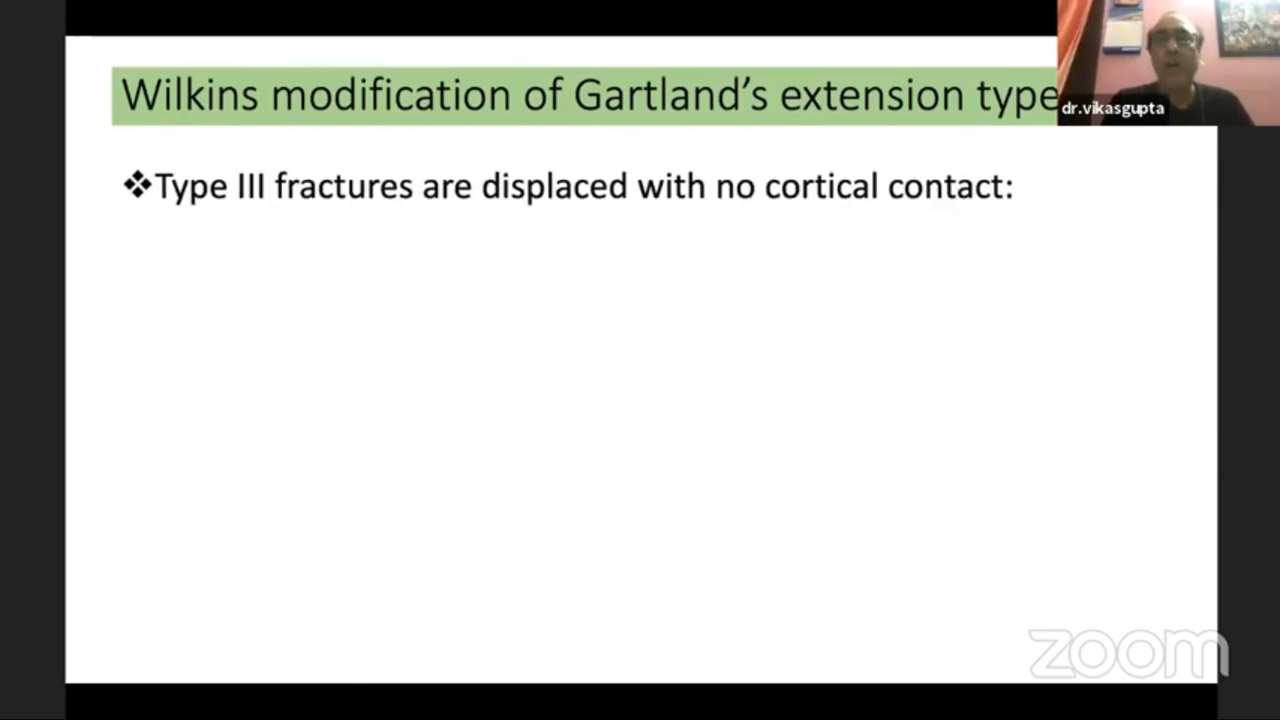 Wilkins modification of Gartland’s extension type
dr.vikasgupta
❖Type III fractures are displaced with no cortical contact:
zoom